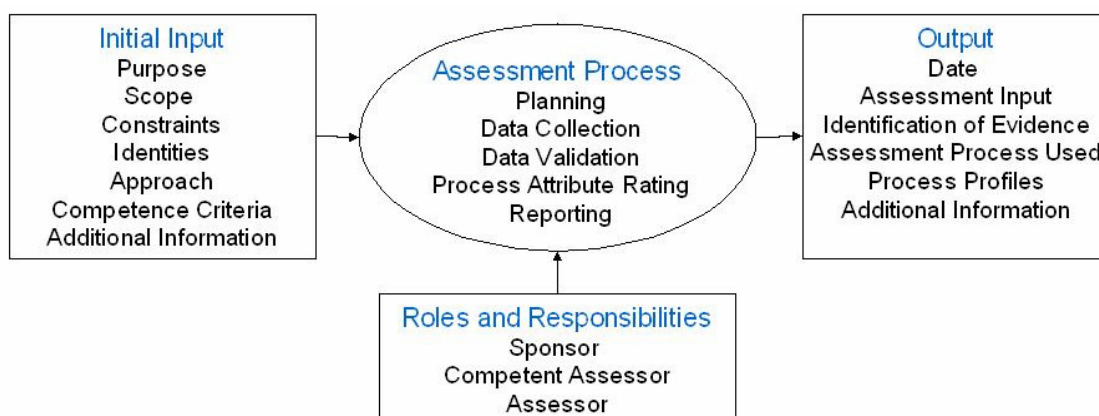 Initial Input
Purpose
Scope
Constraints
Identities
Approach
Competence Criteria
Additional Information
Assessment Process
Planning
Data Collection
Data Validation
Process Attribute Rating
Reporting
Output
Date
Assessment Input
Identification of Evidence
Assessment Process Used
Process Profiles
Additional Information
Roles and Responsibilities
Sponsor
Competent Assessor
Assessor